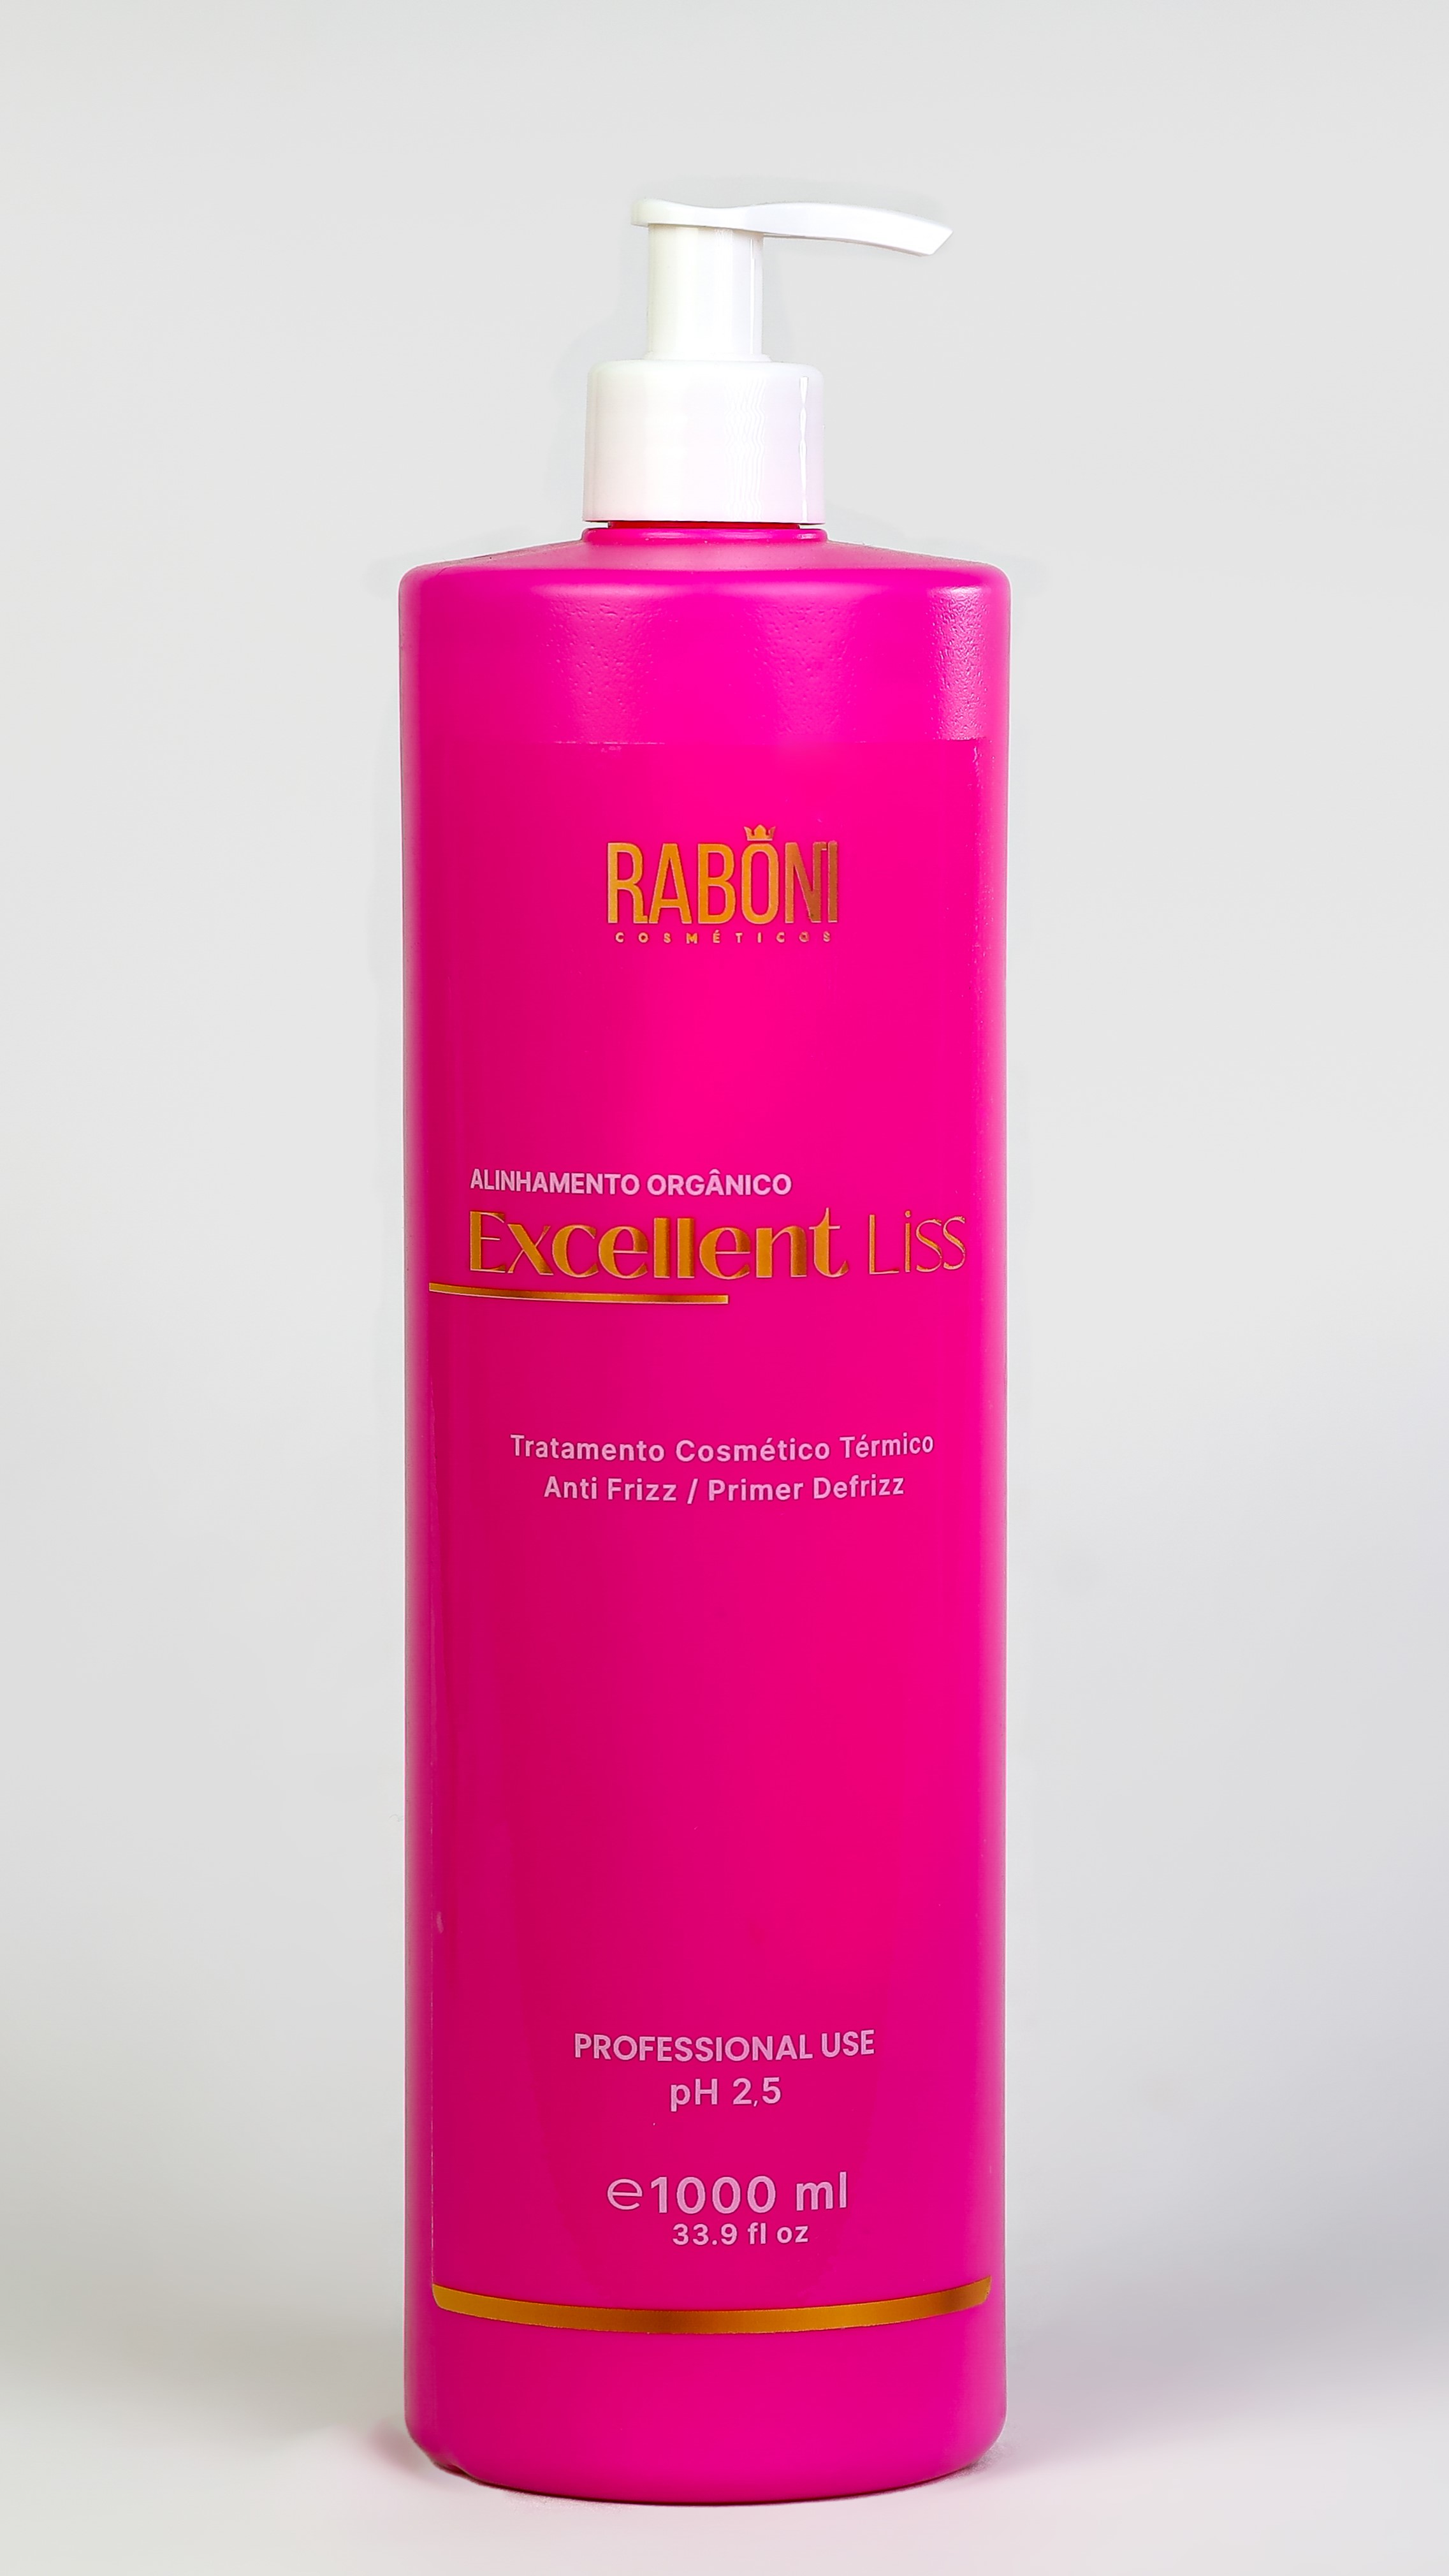 RABÔNI
COSMÉTICOS
ALINHAMENTO ORGÂNICO
Excellent Liss
Tratamento Cosmético Térmico
Anti Frizz / Primer Defrizz
PROFESSIONAL USE
pH 2,5
℮1000 ml
33.9 fl oz